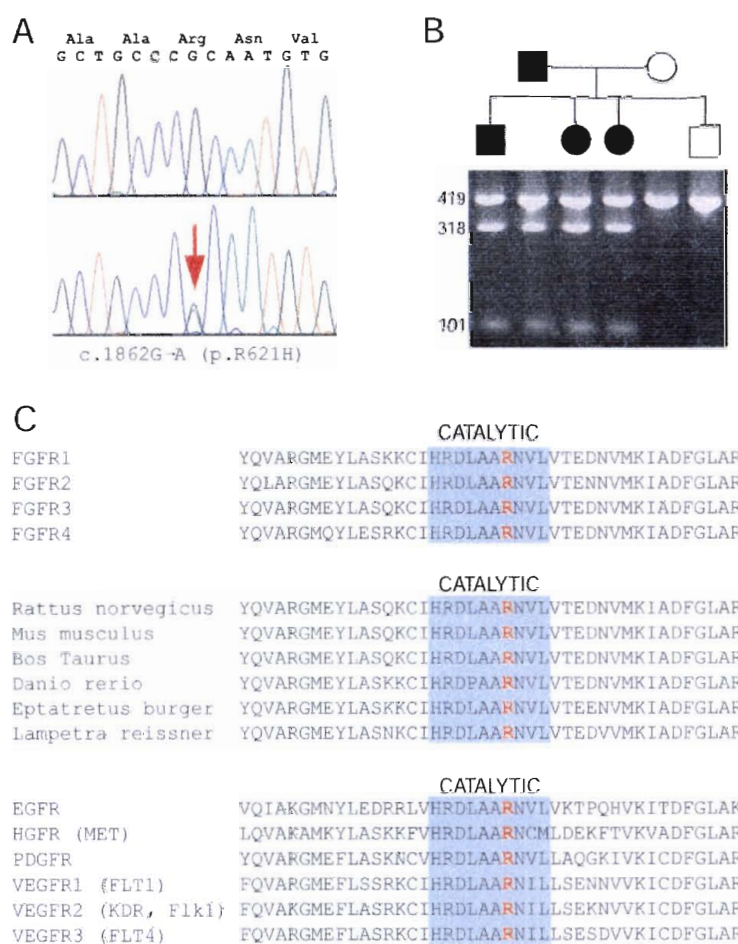 A
Ala Ala Arg Asn Val
G C T G C C C G C A A T G T G
c.1862G→A (p.R621H)
B
419
318
101
C
CATALYTIC
FGFR1 YQVARGMEYLASKKCIHRDLAARNVLVTEDNVMKIADFGLAR
FGFR2 YQLARGMEYLASQKCIHRDLAARNVLVTENNVMKIADFGLAR
FGFR3 YQVARGMEYLASQKCIHRDLAARNVLVTEDNVMKIADFGLAR
FGFR4 YQVARGMQYLESRKCIHRDLAARNVLVTEDNVMKIADFGLAR
CATALYTIC
Rattus norvegicus YQVARGMEYLASQKCIHRDLAARNVLVTEDNVMKIADFGLAR
Mus musculus YQVARGMEYLASQKCIHRDLAARNVLVTEDNVMKIADFGLAR
Bos Taurus YQVARGMEYLASQKCIHRDLAARNVLVTEDNVMKIADFGLAR
Danio rerio YQVARGMEYLASKKCIHRDPAARNVLVTEDNVMKIADFGLAR
Eptatretus burger YQVARGMEYLASKKCIHRDLAARNVLVTEENVMKIADFGLAR
Lampetra reissner YQVARGMEYLASNKCIHRDLAARNVLVTEDVVMKIADFGLAR
CATALYTIC
EGFR VQIAKGMNYLEDRRLVHRDLAARNVLVKTPQHVKITDFGLAK
HGFR (MET) LQVAKAMKYLASKKFVHRDLAARNCMLDEKFTVKVADFGLAR
PDGFR YQVARGMEFLASKNCVHRDLAARNVLLAQGKIVKICDFGLAR
VEGFR1 (FLT1) FQVARGMEFLSSRKCIHRDLAARNILLSENNVVKICDFGLAR
VEGFR2 (KDR, Flk1) FQVAKGMEFLASRKCIHRDLAARNILLSEKNVVKICDFGLAR
VEGFR3 (FLT4) FQVARGMEFLASRKCIHRDLAARNILLSESDVVKICDFGLAR